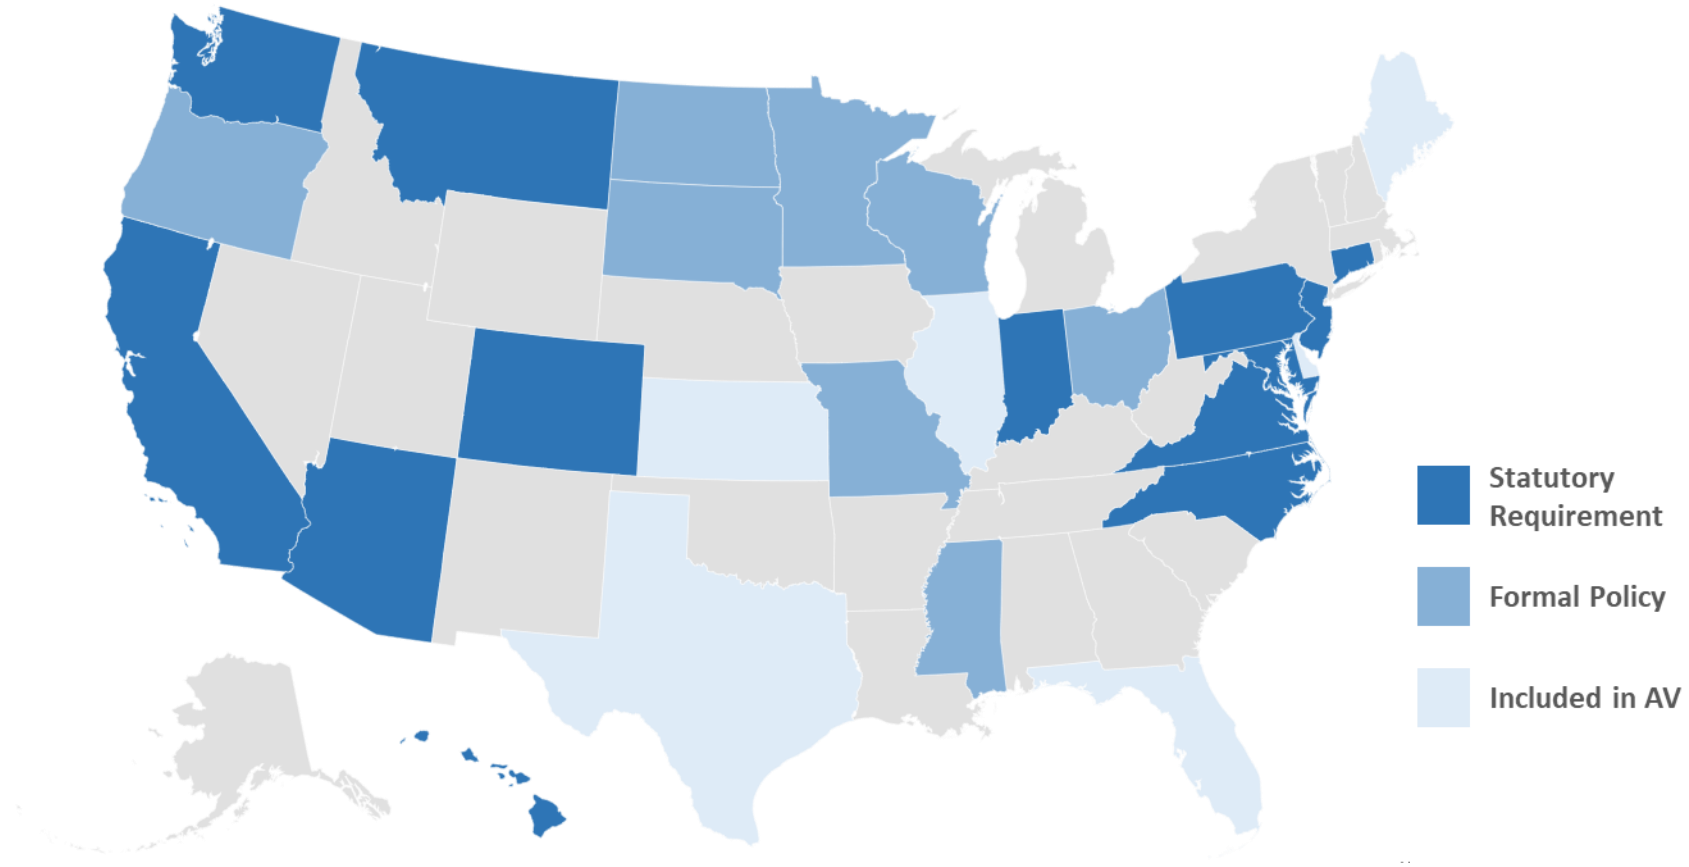 Statutory
Requirement
Formal Policy
Included in AV